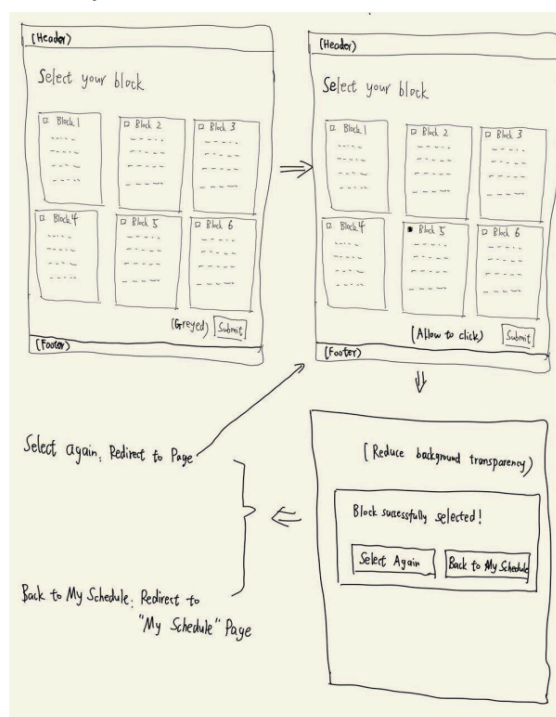 (Header)
Select your block
Block 1
Block 2
Block 3
Block 4
Block 5
Block 6
(Greyed) Submit
(Footer)
(Header)
Select your block
Block 1
Block 2
Block 3
Block 4
Block 5
Block 6
(Allow to click) Submit
(Footer)
(Reduce background transparency)
Block successfully selected!
Select Again
Back to My Schedule
Select again: Redirect to Page
Back to My Schedule: Redirect to
"My Schedule" Page